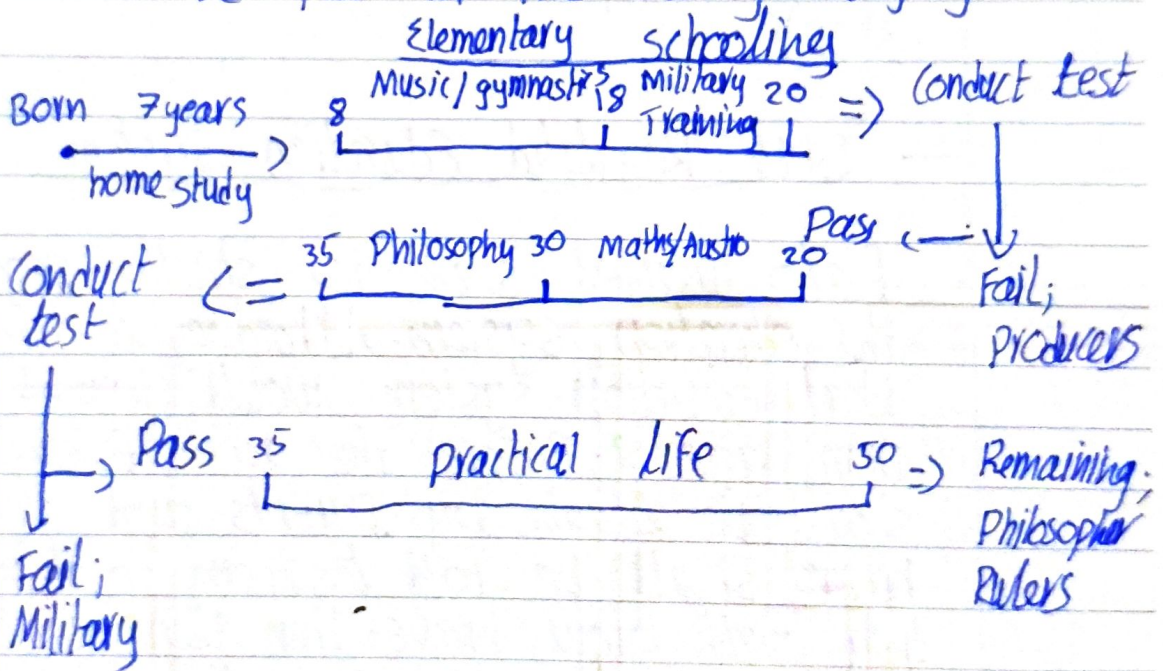 Elementary schooling
Music/gymnastics 18 Military 20 => Conduct test
Born 7 years 8 Training
home study
Conduct <= 35 Philosophy 30 Maths/Austro 20 Pass
test Fail;
Producers
Pass 35 Practical Life 50 => Remaining;
Philosopher
Rulers
Fail;
Military